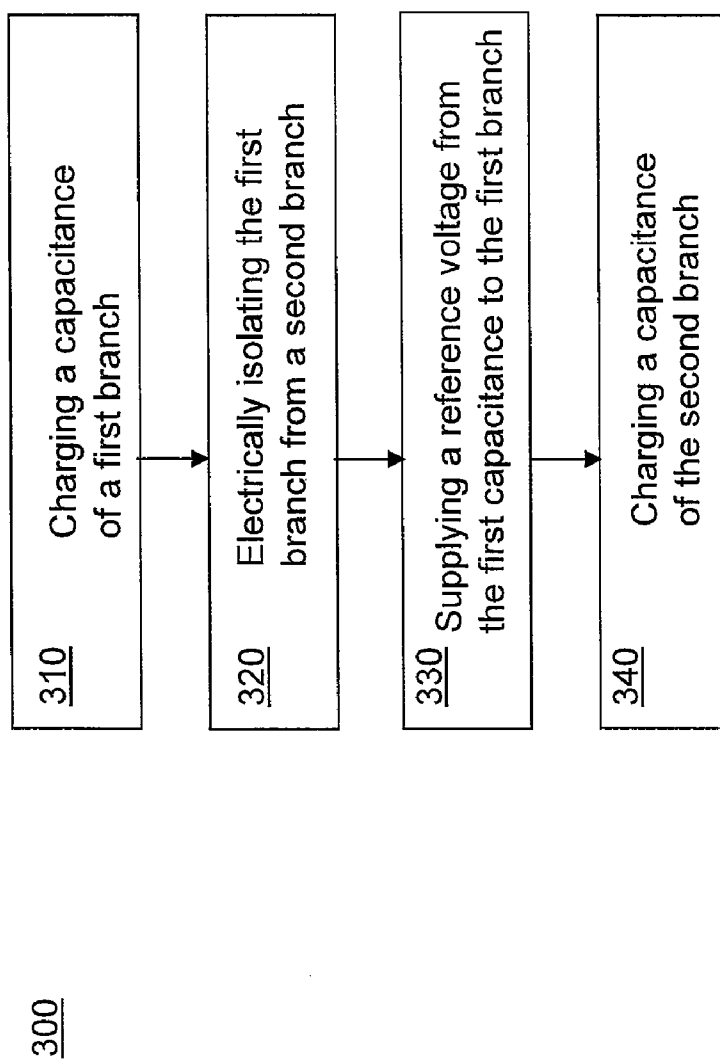 300
310
Charging a capacitance
of a first branch
320
Electrically isolating the first
branch from a second branch
330
Supplying a reference voltage from
the first capacitance to the first branch
340
Charging a capacitance
of the second branch